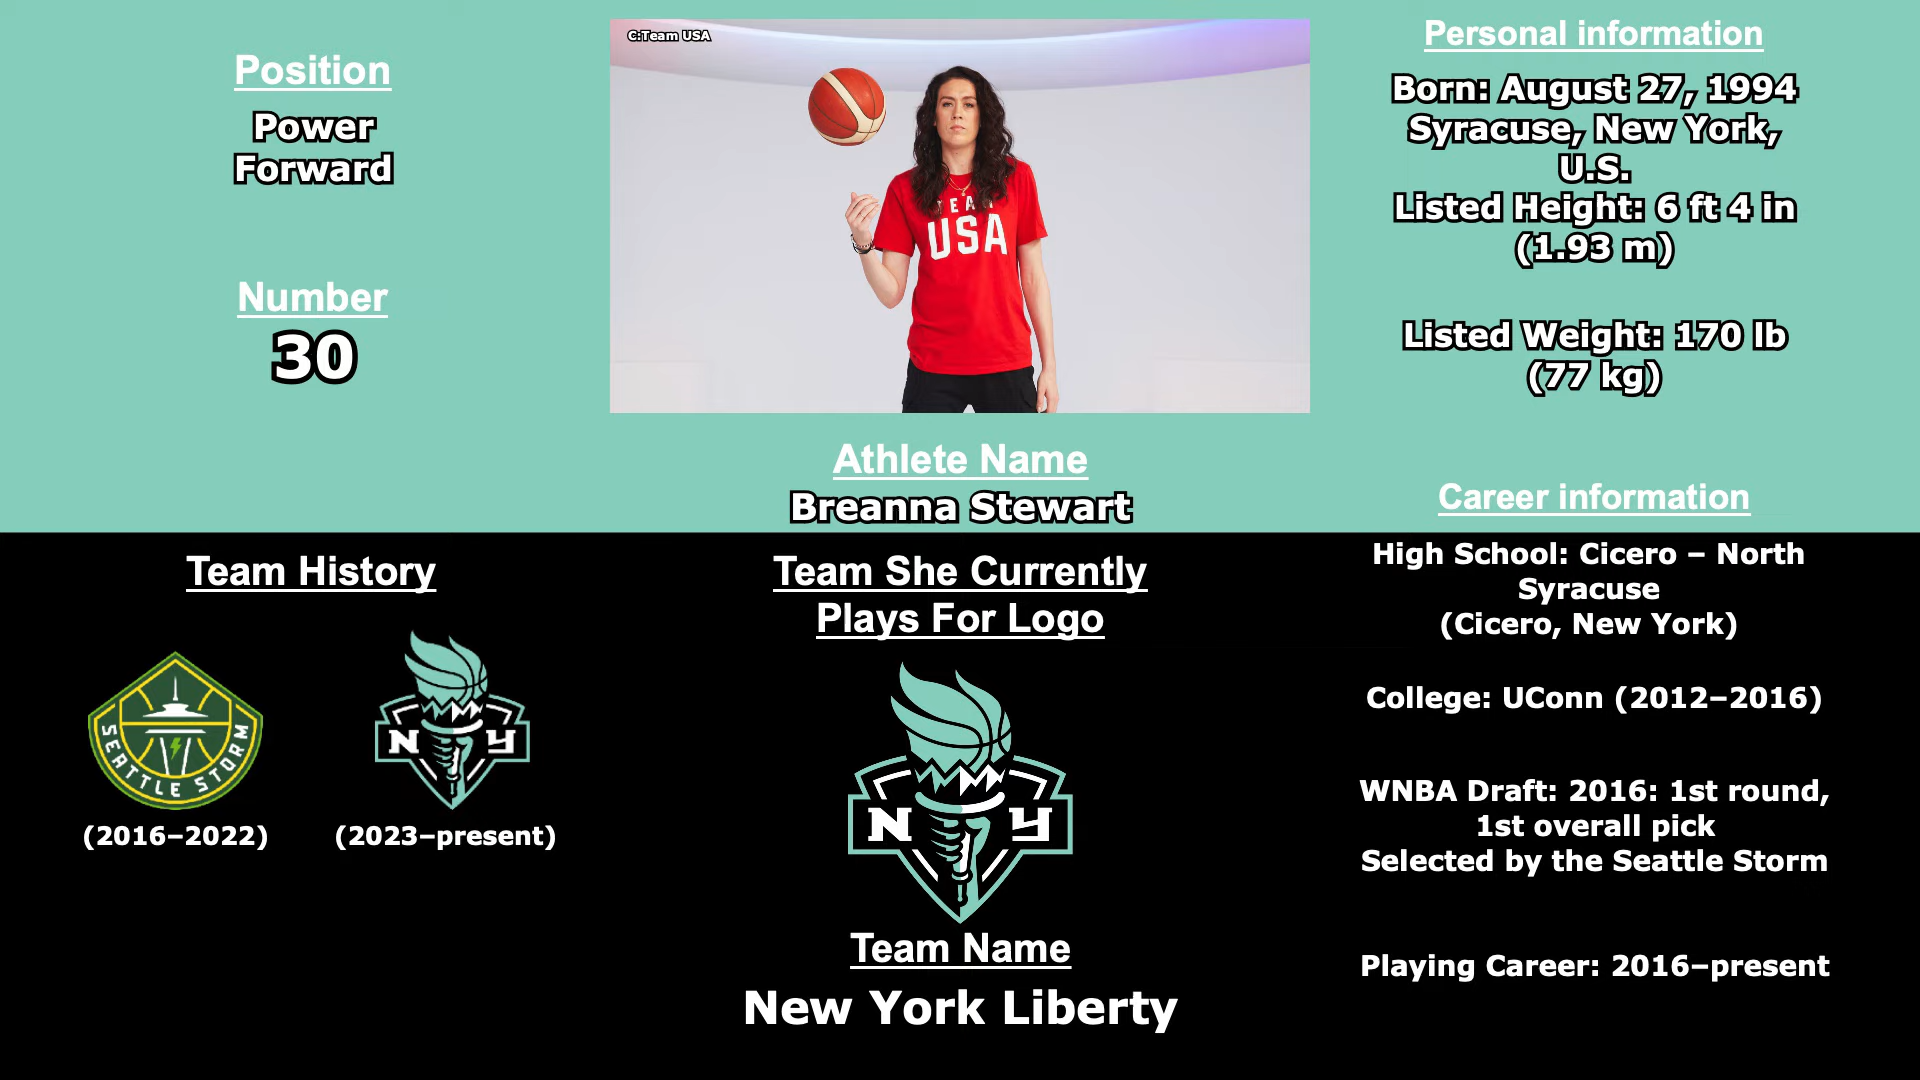 Position
Power
Forward
Number
30
C:Team USA
TEAM
USA
Athlete Name
Breanna Stewart
Personal information
Born: August 27, 1994
Syracuse, New York,
U.S.
Listed Height: 6 ft 4 in
(1.93 m)
Listed Weight: 170 lb
(77 kg)
Team History
SEATTLE STORM
(2016–2022)
N Y
(2023–present)
Team She Currently
Plays For Logo
N Y
Team Name
New York Liberty
Career information
High School: Cicero – North
Syracuse
(Cicero, New York)
College: UConn (2012–2016)
WNBA Draft: 2016: 1st round,
1st overall pick
Selected by the Seattle Storm
Playing Career: 2016–present